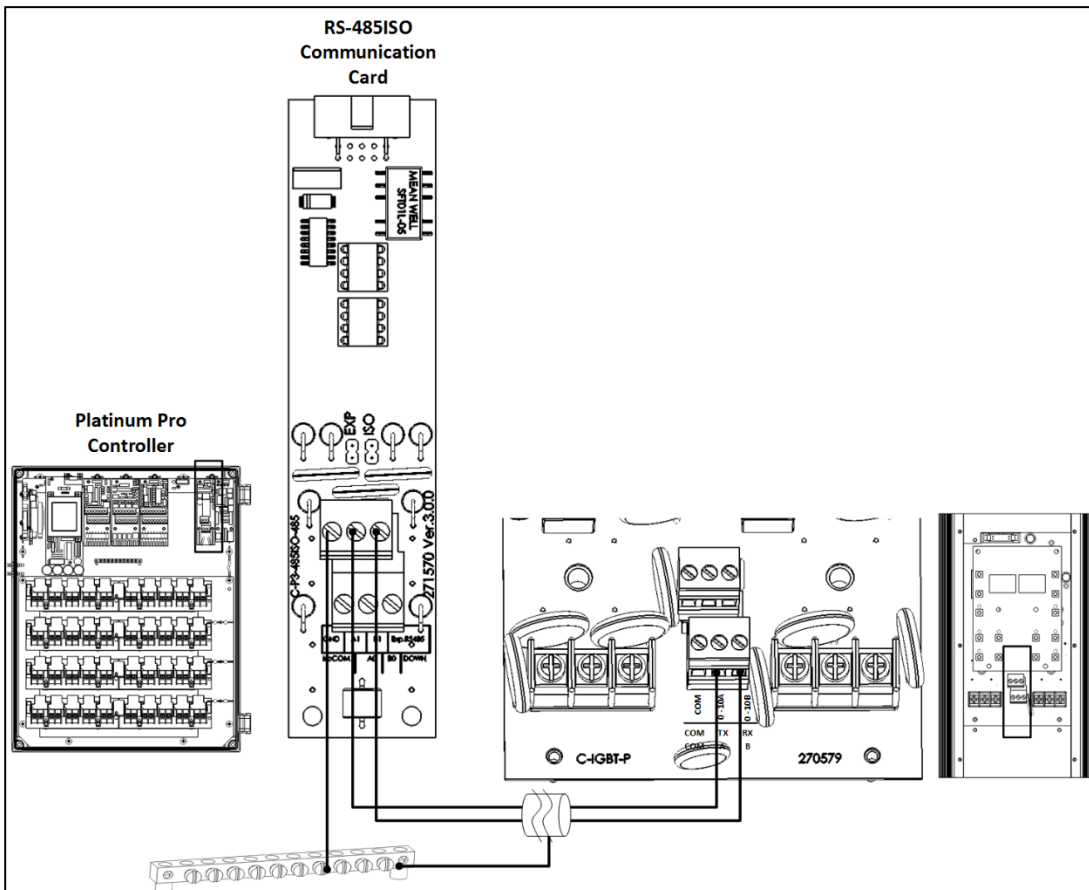 RS-485ISO
Communication
Card
MEAN WELL
SFT01L-05
EXP
ISO
Platinum Pro
Controller
C-P3-485ISO-485
271570 Ver.3.0.0
GND A1 B1 Exp.RS485
A0 B0 DOWN
COM 0-10A 0-10B
COM TX RX
COM A B
C-IGBT-P
270579